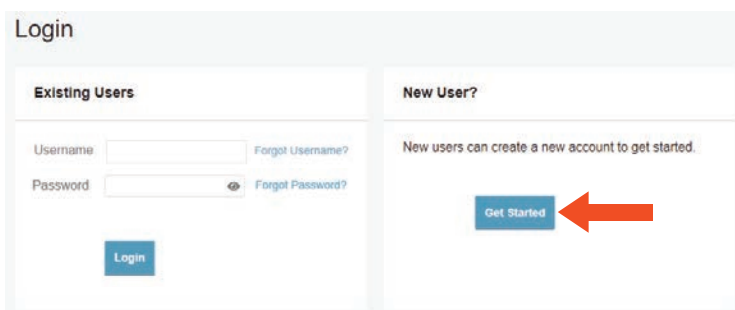 Login
Existing Users
Username
Forgot Username?
Password
Forgot Password?
Login
New User?
New users can create a new account to get started.
Get Started